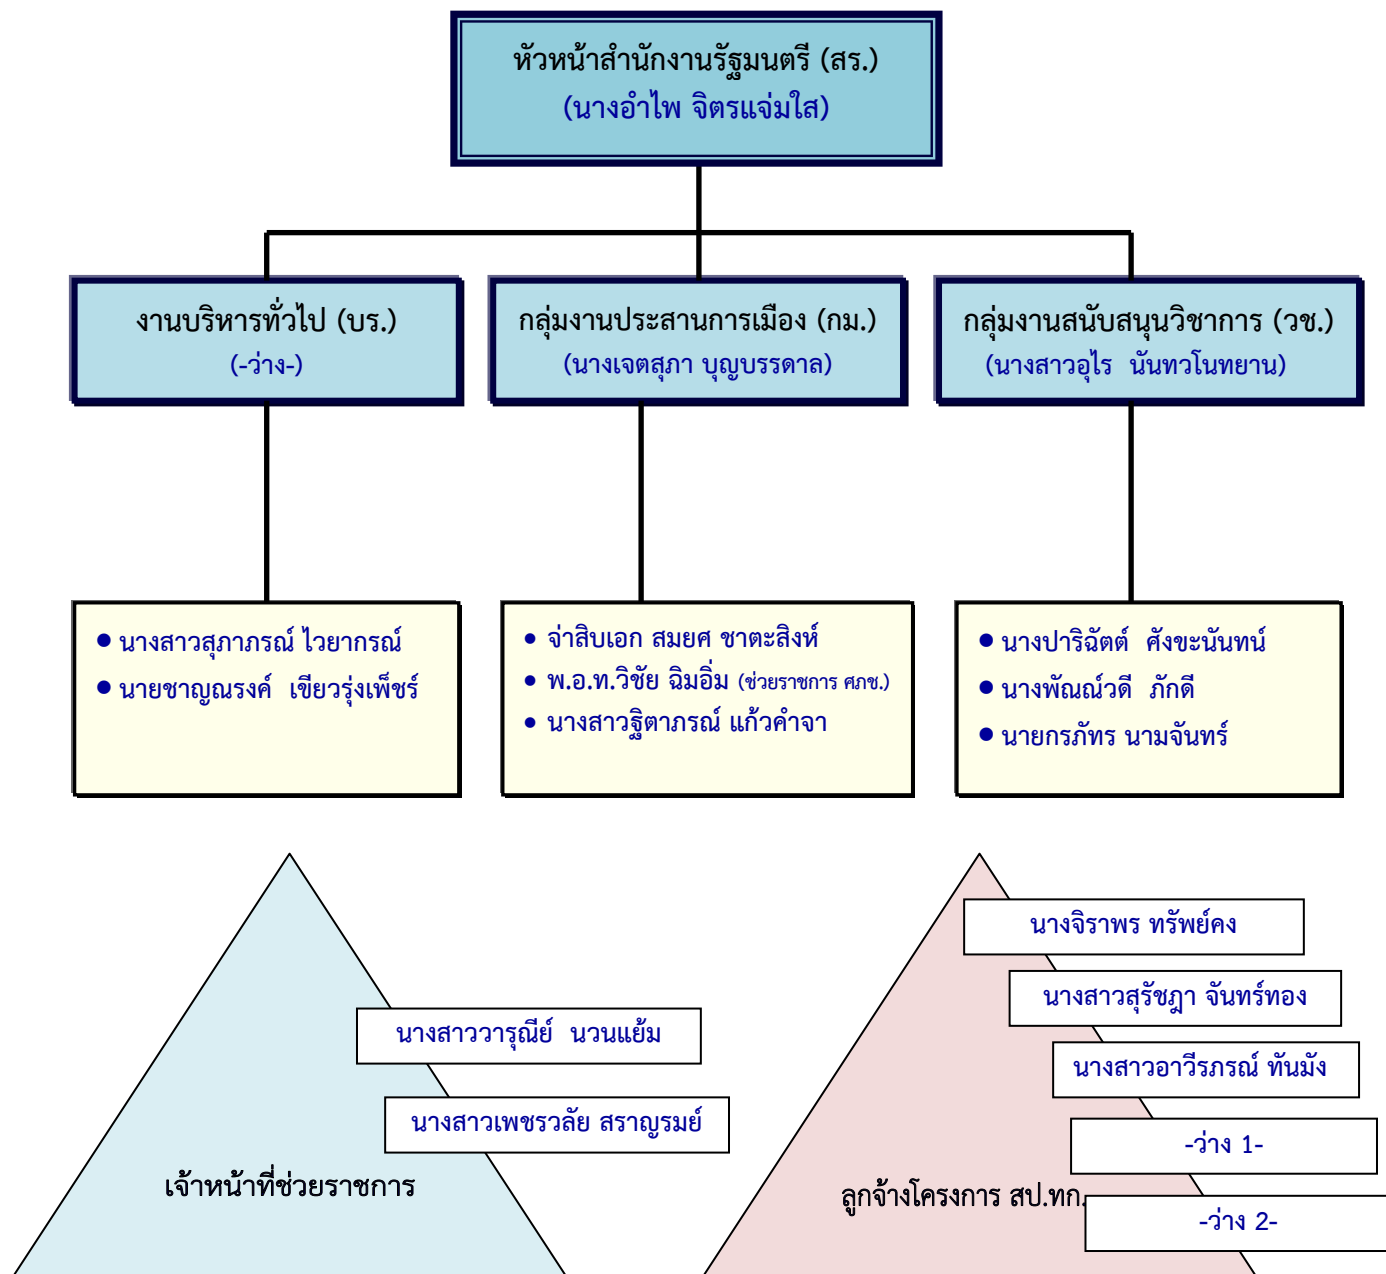 หัวหน้าสำนักงานรัฐมนตรี (สร.)
(นางอำไพ จิตรแจ่มใส)
งานบริหารทั่วไป (บร.)
(-ว่าง-)
กลุ่มงานประสานการเมือง (กม.)
(นางเจตสุภา บุญบรรดาล)
กลุ่มงานสนับสนุนวิชาการ (วช.)
(นางสาวอุไร นันทวโนทยาน)
• นางสาวสุภาภรณ์ ไวยากรณ์
• นายชาญณรงค์ เขียวรุ่งเพ็ชร์
• จ่าสิบเอก สมยศ ชาตะสิงห์
• พ.อ.ท.วิชัย ฉิมอิ่ม (ช่วยราชการ ศภช.)
• นางสาวฐิตาภรณ์ แก้วคำจา
• นางปาริฉัตต์ ศังขะนันทน์
• นางพัณณ์วดี ภักดี
• นายกรภัทร นามจันทร์
นางสาววารุณีย์ นวนแย้ม
นางสาวเพชรวลัย สราญรมย์
เจ้าหน้าที่ช่วยราชการ
นางจิราพร ทรัพย์คง
นางสาวสุรัชฎา จันทร์ทอง
นางสาวอาวีรภรณ์ ทันมัง
-ว่าง 1-
ลูกจ้างโครงการ สป.ทก.
-ว่าง 2-